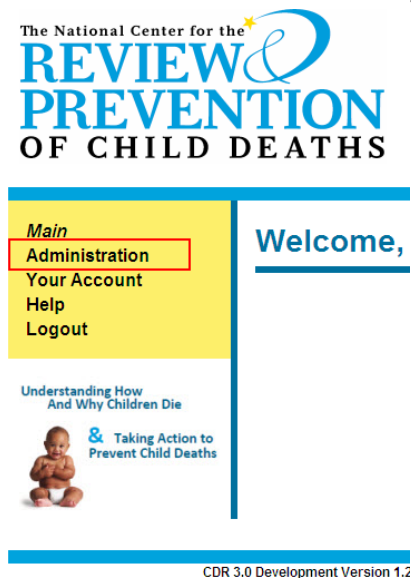 The National Center for the
REVIEW &
PREVENTION
OF CHILD DEATHS
Main
Administration
Your Account
Help
Logout
Welcome,
Understanding How
And Why Children Die
& Taking Action to
Prevent Child Deaths
CDR 3.0 Development Version 1.2